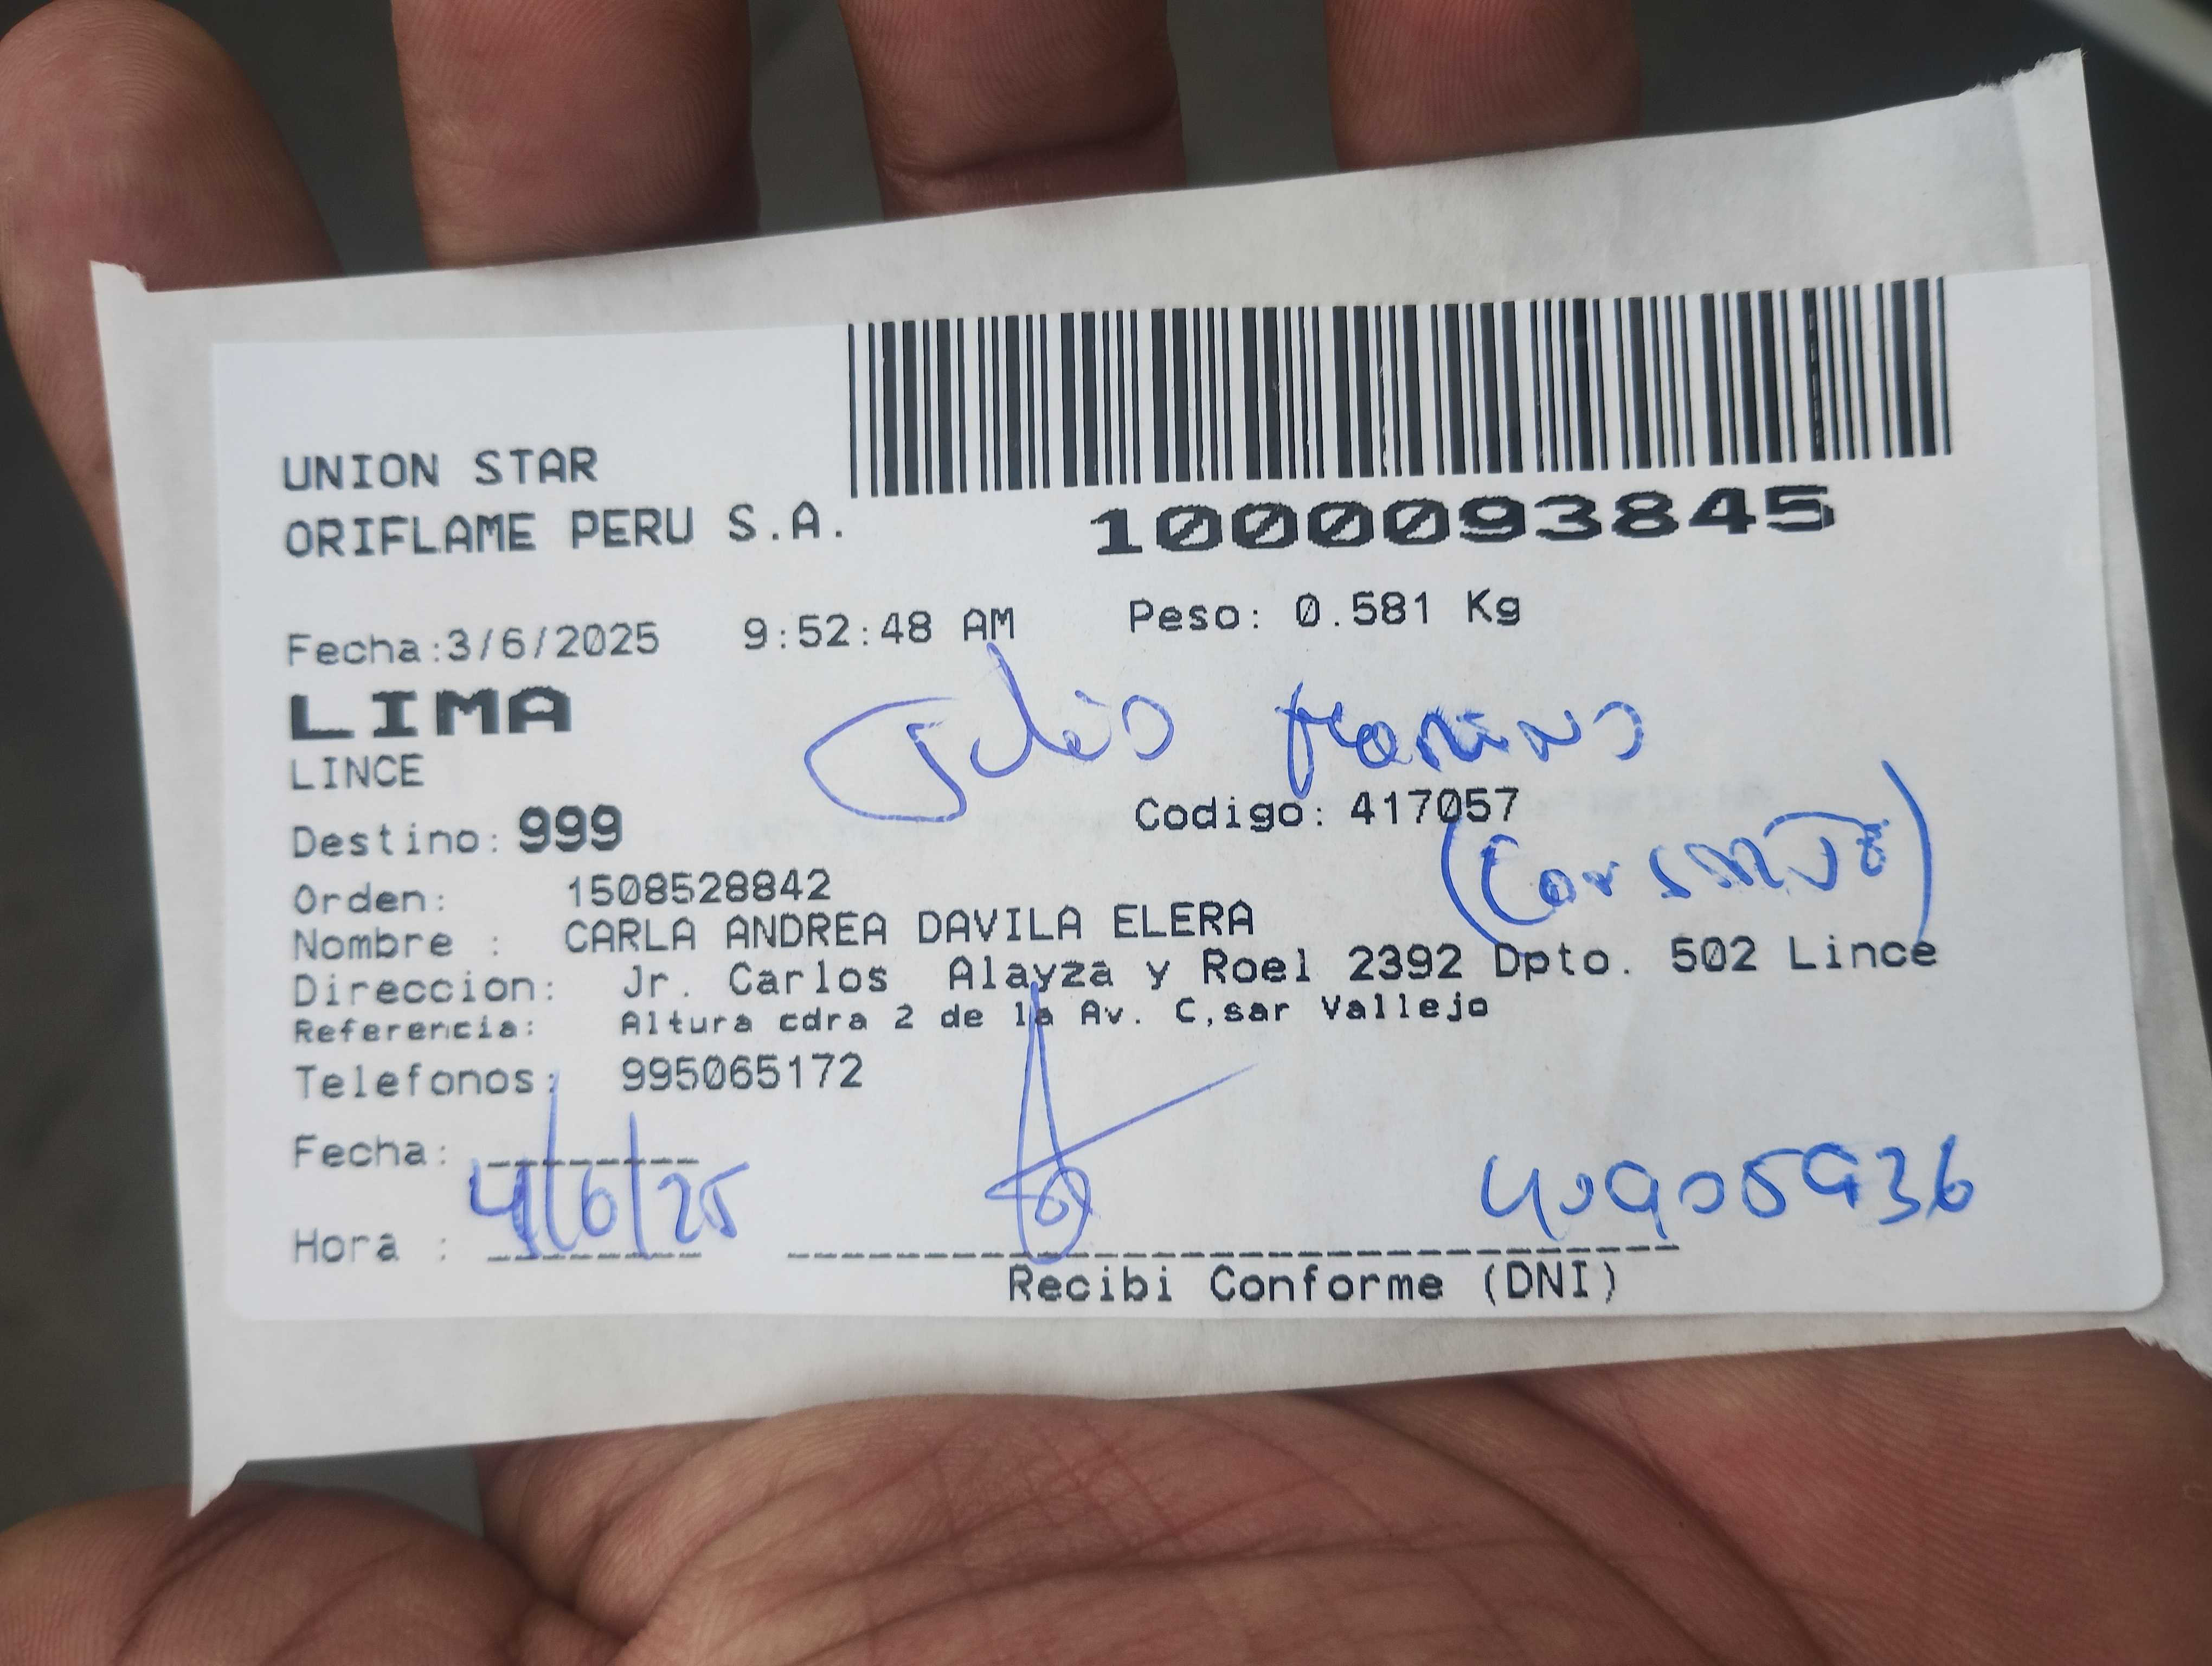 UNION STAR
ORIFLAME PERU S.A.
1000093845
Fecha:3/6/2025 9:52:48 AM Peso: 0.581 Kg
LIMA
LINCE
Destino: 999 Codigo: 417057
Orden: 1508528842
Nombre : CARLA ANDREA DAVILA ELERA
Direccion: Jr. Carlos Alayza y Roel 2392 Dpto. 502 Lince
Referencia: Altura cdra 2 de la Av. C,sar Vallejo
Telefonos: 995065172
Fecha: 4/6/25
40905936
Hora :
Recibi Conforme (DNI)